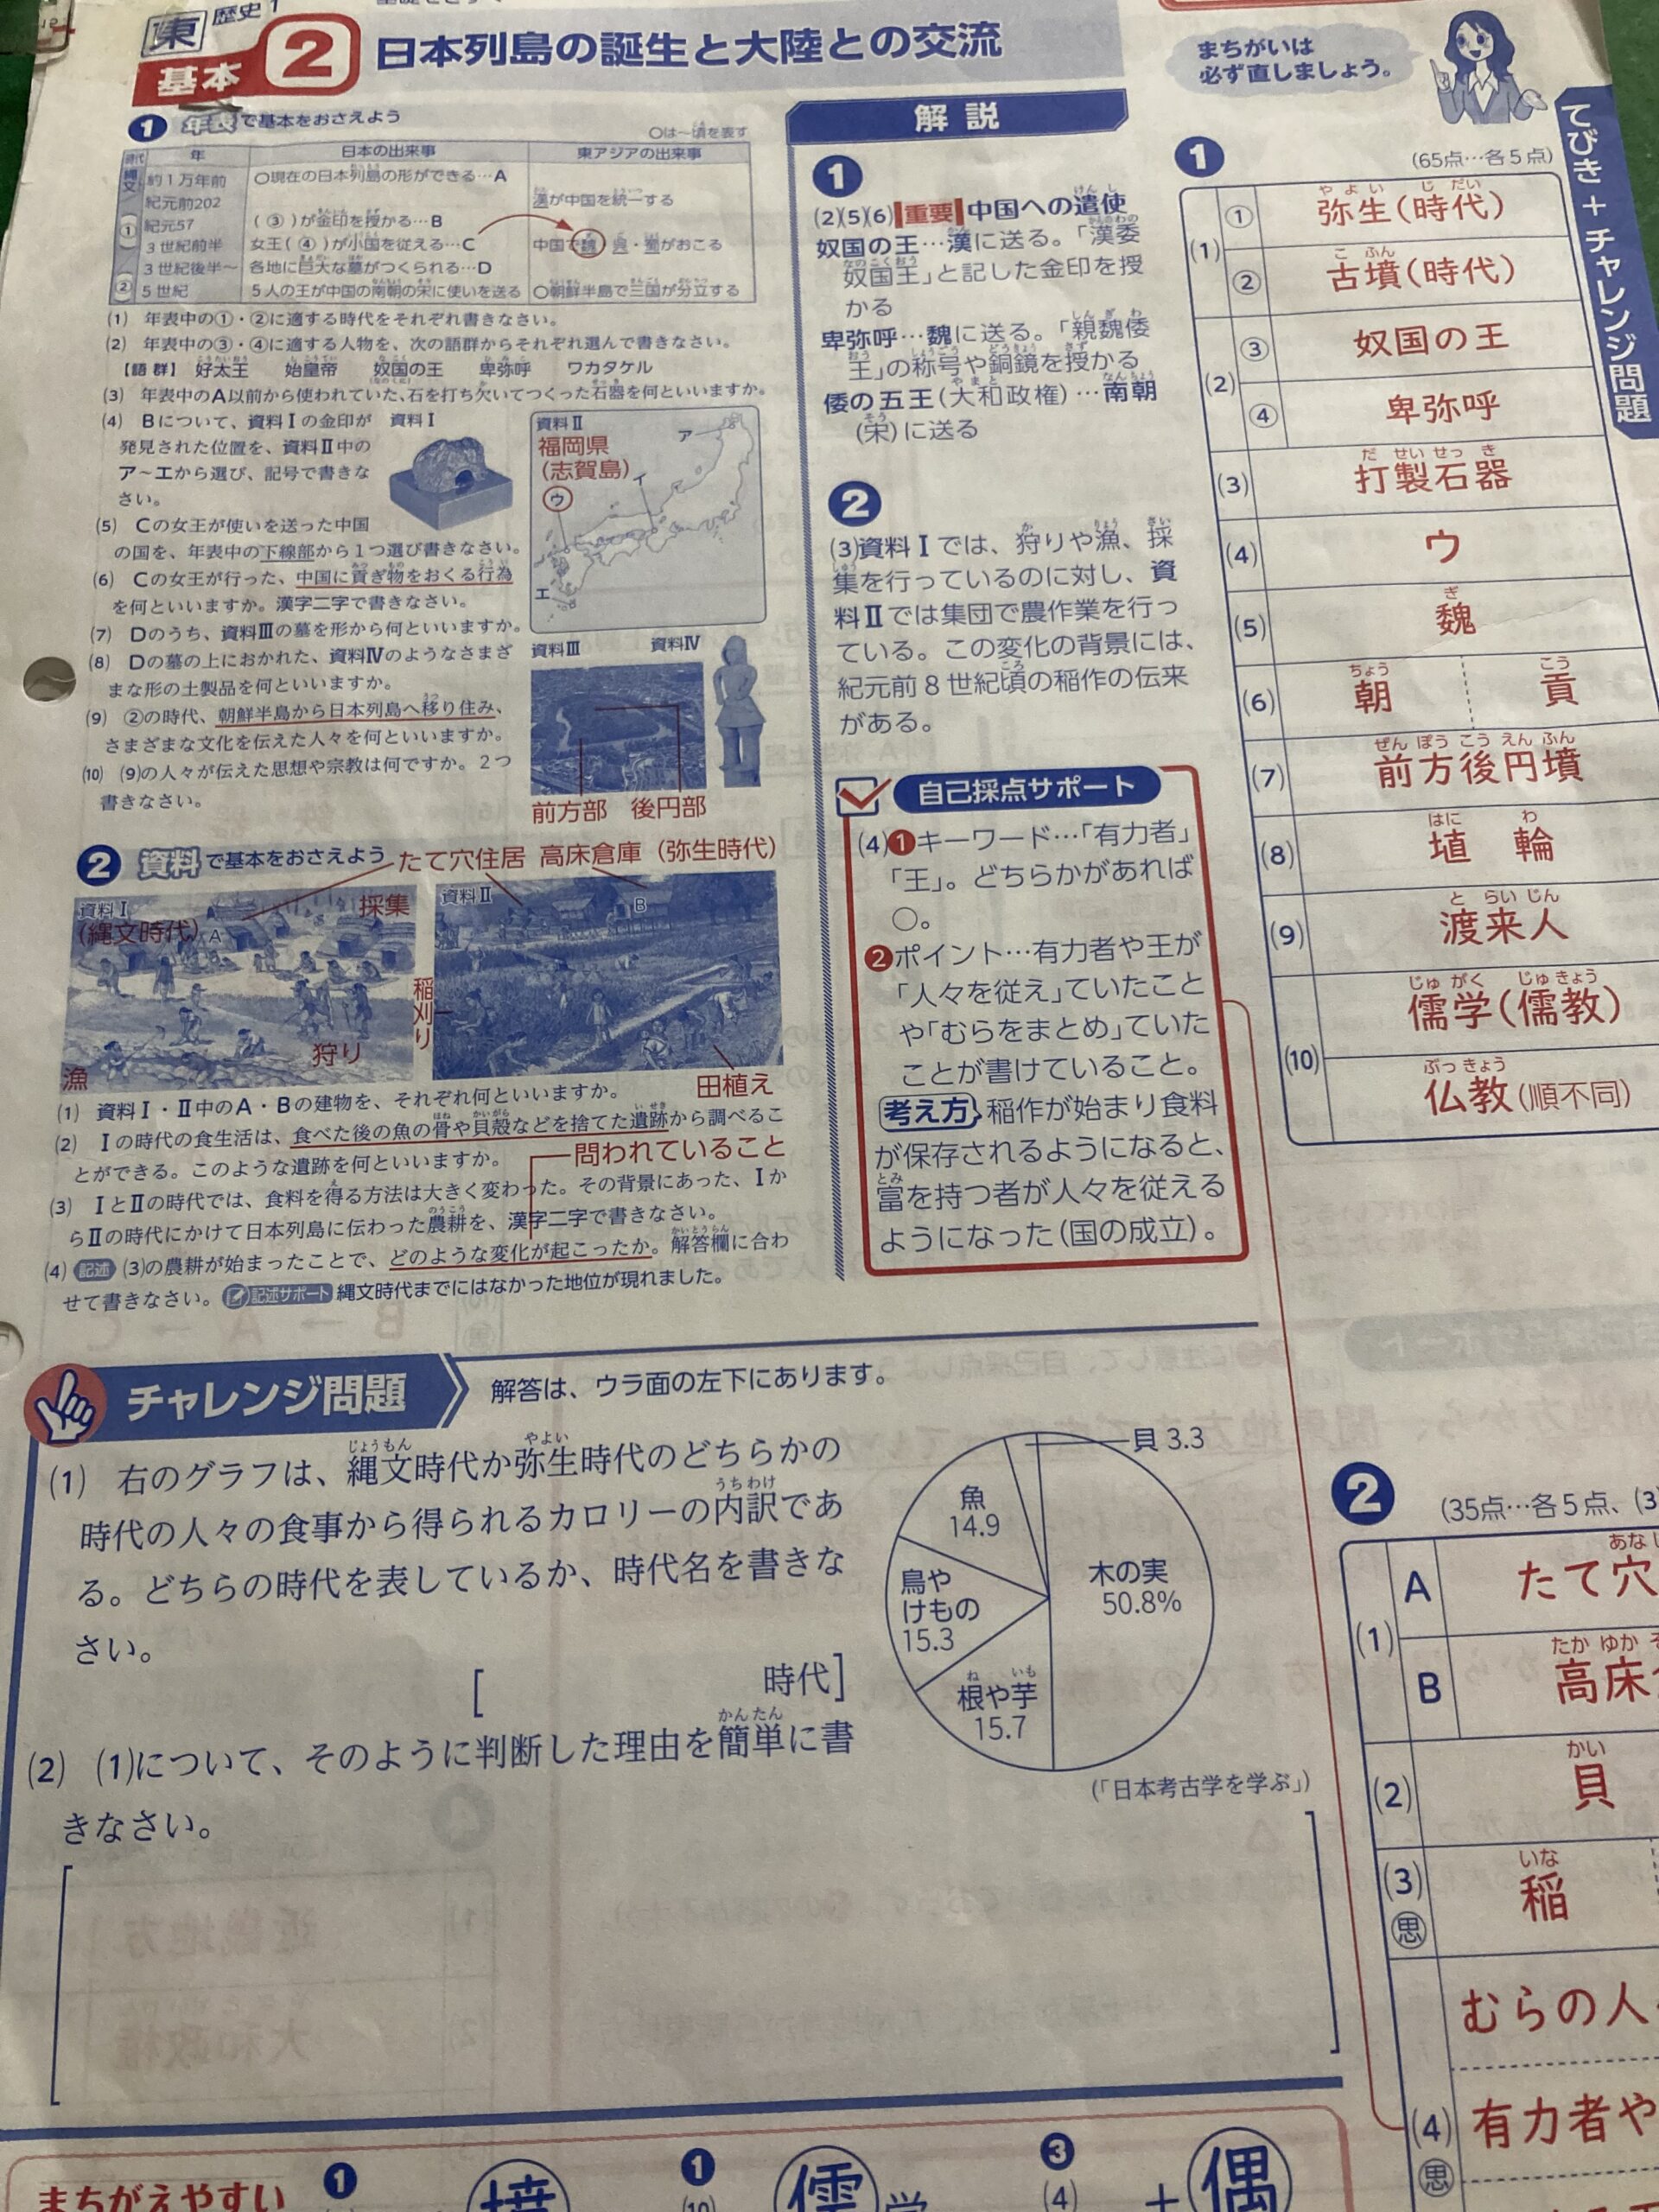 東 歴史1
基本 2 日本列島の誕生と大陸との交流
まちがいは
必ず直しましょう。
てびき + チャレンジ問題
1 年表で基本をおさえよう
○は～頃を表す
時代 年 日本の出来事 東アジアの出来事
縄文 約1万年前 ○現在の日本列島の形ができる…A
紀元前202 漢が中国を統一する
① 紀元57 (③)が金印を授かる…B
3世紀前半 女王(④)が小国を従える…C 中国で魏・呉・蜀がおこる
3世紀後半～ 各地に巨大な墓がつくられる…D
② 5世紀 5人の王が中国の南朝の宋に使いを送る ○朝鮮半島で三国が分立する
(1) 年表中の①・②に適する時代をそれぞれ書きなさい。
(2) 年表中の③・④に適する人物を、次の語群からそれぞれ選んで書きなさい。
【語群】 好太王 始皇帝 奴国の王 卑弥呼 ワカタケル
(3) 年表中のA以前から使われていた、石を打ち欠いてつくった石器を何といいますか。
(4) Bについて、資料Ⅰの金印が
発見された位置を、資料Ⅱ中の
ア～エから選び、記号で書きな
さい。
資料Ⅰ
資料Ⅱ
福岡県
(志賀島)
ア
イ
ウ
エ
(5) Cの女王が使いを送った中国
の国を、年表中の下線部から1つ選び書きなさい。
(6) Cの女王が行った、中国に貢ぎ物をおくる行為
を何といいますか。漢字二字で書きなさい。
(7) Dのうち、資料Ⅲの墓を形から何といいますか。
(8) Dの墓の上におかれた、資料Ⅳのようなさまざ
まな形の土製品を何といいますか。
(9) ②の時代、朝鮮半島から日本列島へ移り住み、
さまざまな文化を伝えた人々を何といいますか。
(10) (9)の人々が伝えた思想や宗教は何ですか。2つ
書きなさい。
資料Ⅲ 資料Ⅳ
前方部 後円部
2 資料で基本をおさえよう たて穴住居 高床倉庫(弥生時代)
資料Ⅰ
(縄文時代) A
採集
狩り
漁
資料Ⅱ
B
稲刈り
田植え
(1) 資料Ⅰ・Ⅱ中のA・Bの建物を、それぞれ何といいますか。
(2) Ⅰの時代の食生活は、食べた後の魚の骨や貝殻などを捨てた遺跡から調べるこ
とができる。このような遺跡を何といいますか。
問われていること
(3) ⅠとⅡの時代では、食料を得る方法は大きく変わった。その背景にあった、Ⅰか
らⅡの時代にかけて日本列島に伝わった農耕を、漢字二字で書きなさい。
(4) 記述 (3)の農耕が始まったことで、どのような変化が起こったか。解答欄に合わ
せて書きなさい。 記述サポート 縄文時代までにはなかった地位が現れました。
解説
1
(2)(5)(6) 重要 中国への遣使
奴国の王…漢に送る。「漢委
奴国王」と記した金印を授
かる
卑弥呼…魏に送る。「親魏倭
王」の称号や銅鏡を授かる
倭の五王(大和政権)…南朝
(宋)に送る
2
(3)資料Ⅰでは、狩りや漁、採
集を行っているのに対し、資
料Ⅱでは集団で農作業を行っ
ている。この変化の背景には、
紀元前8世紀頃の稲作の伝来
がある。
自己採点サポート
(4)❶キーワード…「有力者」
「王」。どちらかがあれば
○。
❷ポイント…有力者や王が
「人々を従え」ていたこと
や「むらをまとめ」ていた
ことが書けていること。
考え方 稲作が始まり食料
が保存されるようになると、
富を持つ者が人々を従える
ようになった(国の成立)。
1 (65点…各5点)
(1) ① 弥生(時代)
② 古墳(時代)
(2) ③ 奴国の王
④ 卑弥呼
(3) 打製石器
(4) ウ
(5) 魏
(6) 朝 貢
(7) 前方後円墳
(8) 埴輪
(9) 渡来人
(10) 儒学(儒教)
仏教(順不同)
チャレンジ問題 解答は、ウラ面の左下にあります。
(1) 右のグラフは、縄文時代か弥生時代のどちらかの
時代の人々の食事から得られるカロリーの内訳であ
る。どちらの時代を表しているか、時代名を書きな
さい。
[ 時代]
(2) (1)について、そのように判断した理由を簡単に書
きなさい。
貝 3.3
魚
14.9
鳥や
けもの
15.3
根や芋
15.7
木の実
50.8%
(「日本考古学を学ぶ」)
2 (35点…各5点、(3)
(1) A たて穴
B 高床
(2) 貝
(3) 思 稲
(4) 思 むらの人
有力者や
まちがえやすい
1 墳
1 (10) 儒学
3 (4) ＋偶